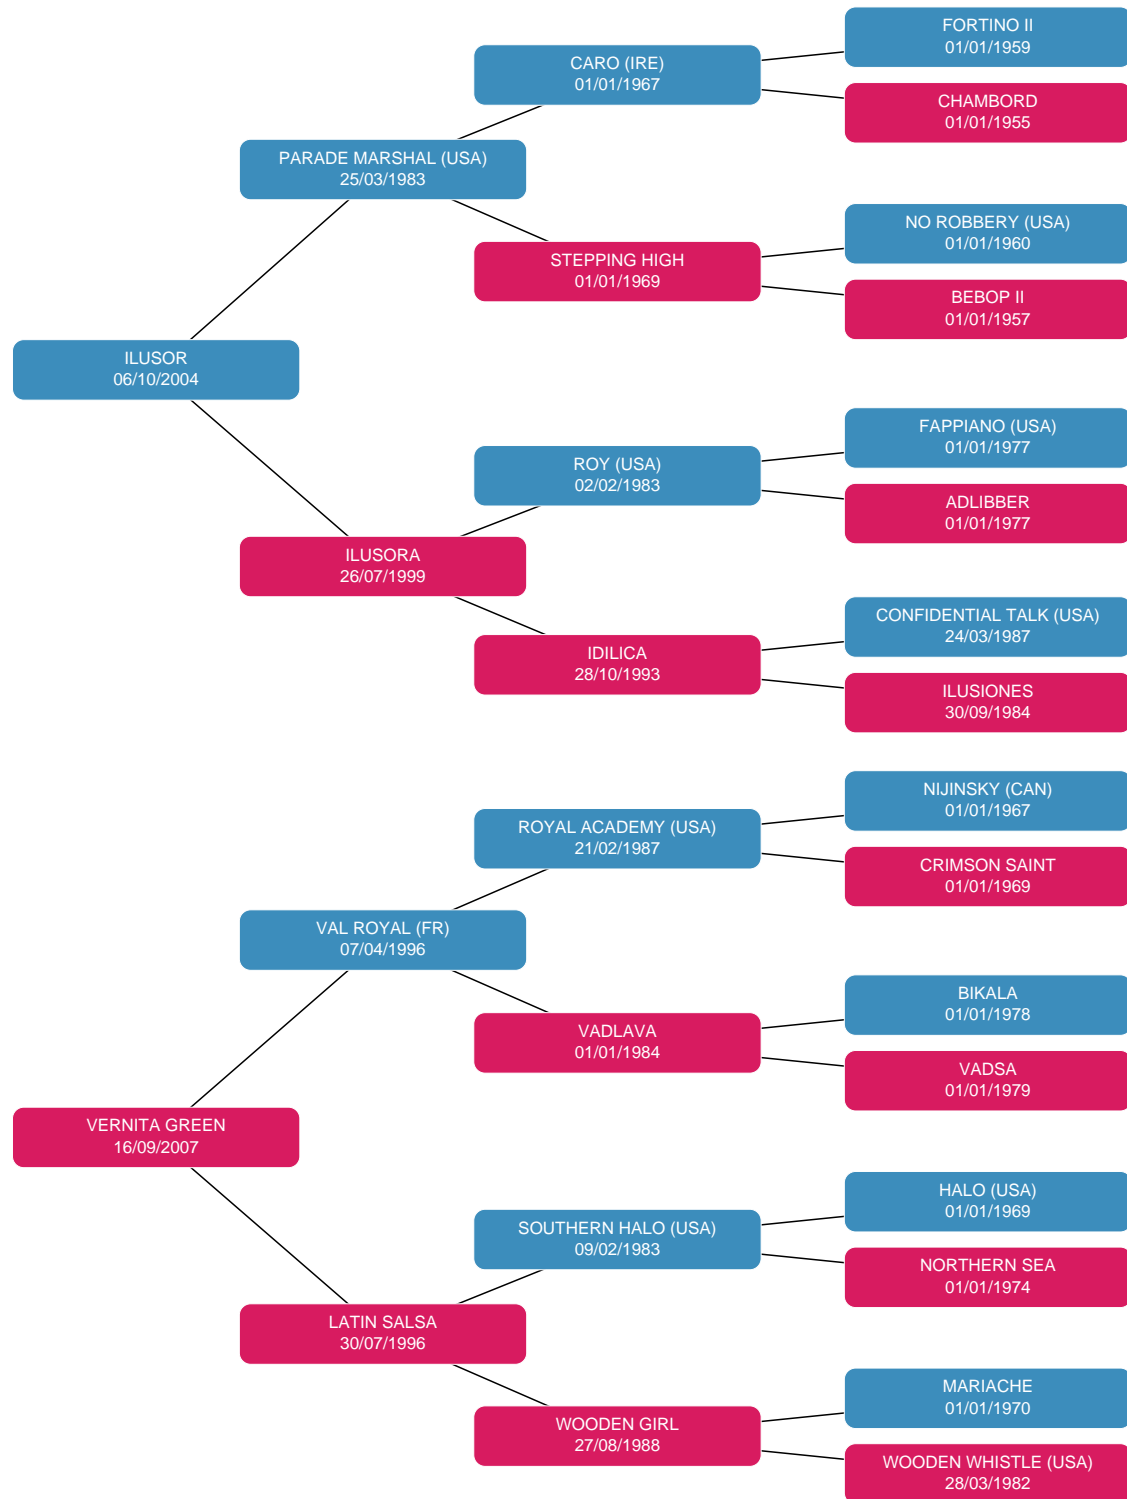 FORTINO II
01/01/1959
CARO (IRE)
01/01/1967
CHAMBORD
01/01/1955
PARADE MARSHAL (USA)
25/03/1983
NO ROBBERY (USA)
01/01/1960
STEPPING HIGH
01/01/1969
BEBOP II
01/01/1957
ILUSOR
06/10/2004
FAPPIANO (USA)
01/01/1977
ROY (USA)
02/02/1983
ADLIBBER
01/01/1977
ILUSORA
26/07/1999
CONFIDENTIAL TALK (USA)
24/03/1987
IDILICA
28/10/1993
ILUSIONES
30/09/1984
NIJINSKY (CAN)
01/01/1967
ROYAL ACADEMY (USA)
21/02/1987
CRIMSON SAINT
01/01/1969
VAL ROYAL (FR)
07/04/1996
BIKALA
01/01/1978
VADLAVA
01/01/1984
VADSA
01/01/1979
VERNITA GREEN
16/09/2007
HALO (USA)
01/01/1969
SOUTHERN HALO (USA)
09/02/1983
NORTHERN SEA
01/01/1974
LATIN SALSA
30/07/1996
MARIACHE
01/01/1970
WOODEN GIRL
27/08/1988
WOODEN WHISTLE (USA)
28/03/1982